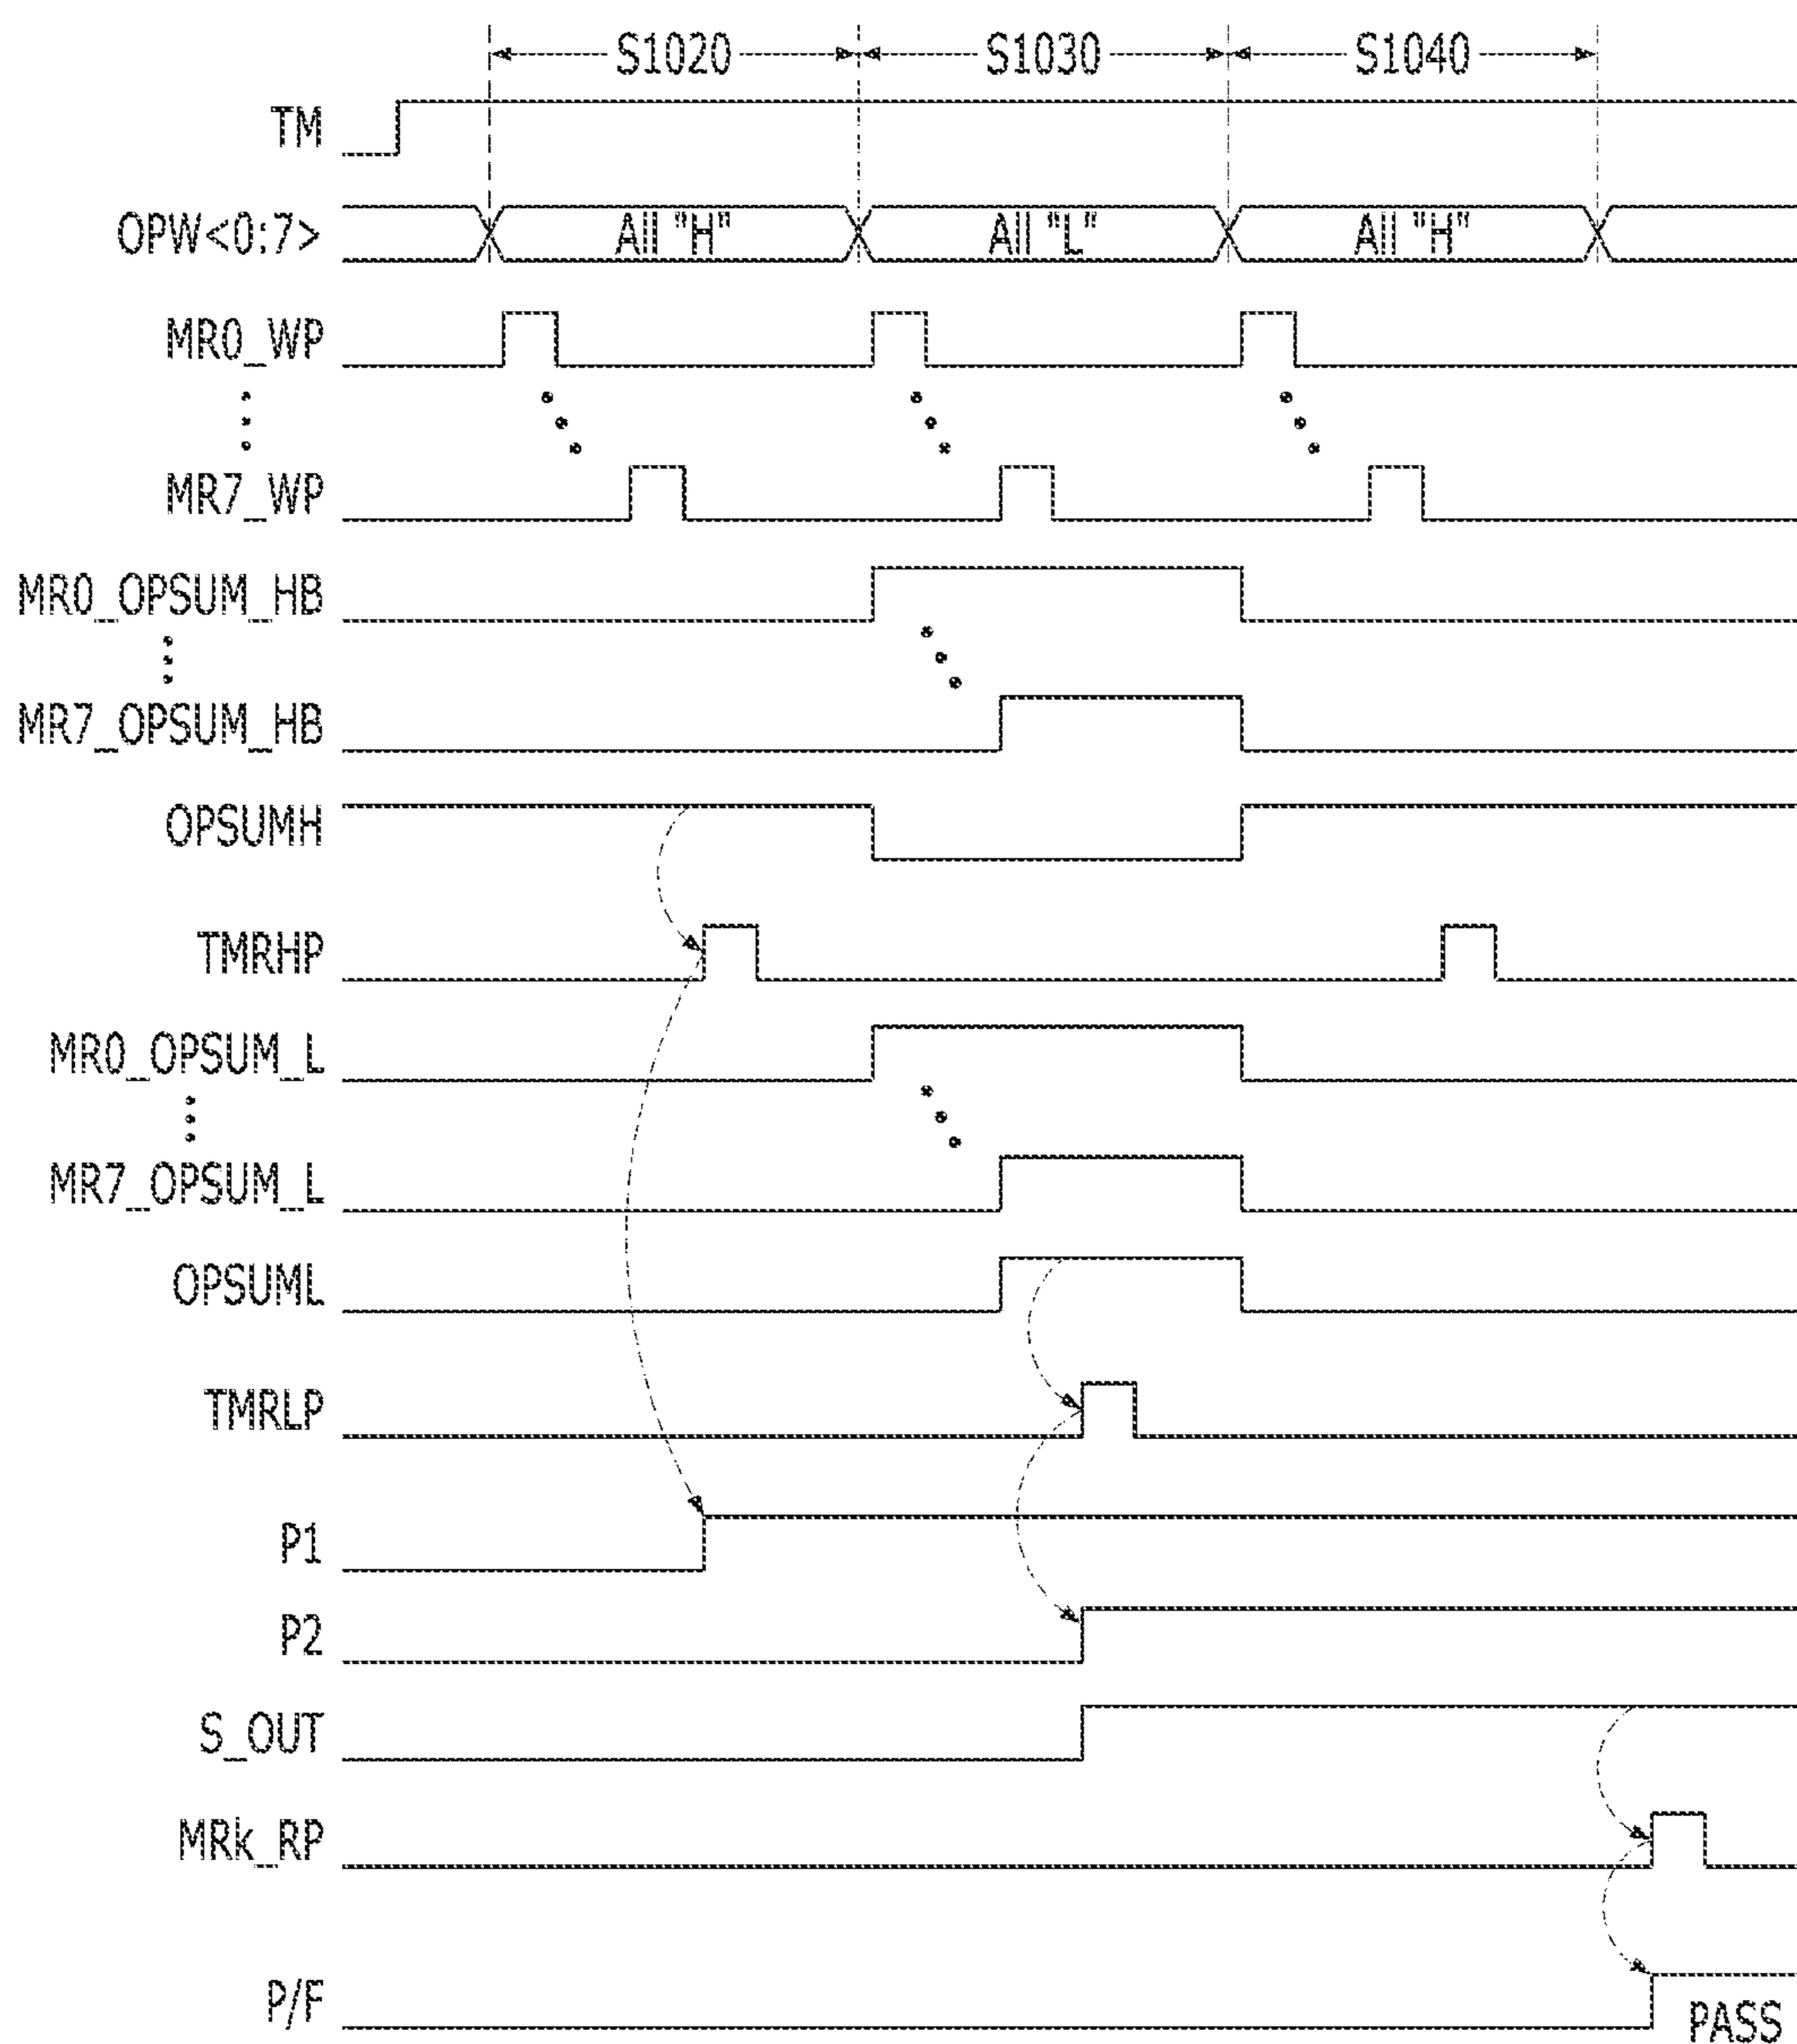 S1020 S1030 S1040
TM
OPW<0:7> All "H" All "L" All "H"
MR0_WP
MR7_WP
MR0_OPSUM_HB
MR7_OPSUM_HB
OPSUMH
TMRHP
MR0_OPSUM_L
MR7_OPSUM_L
OPSUML
TMRLP
P1
P2
S_OUT
MRk_RP
P/F PASS